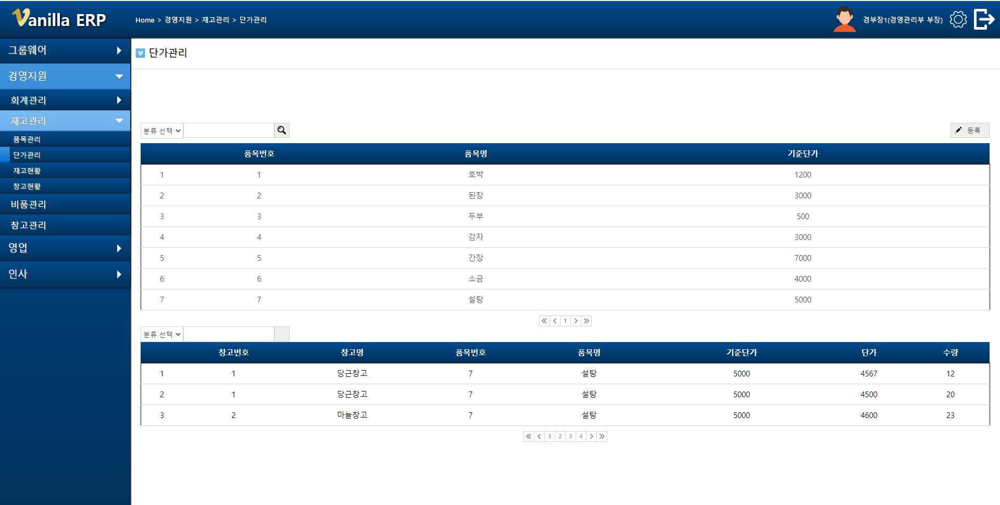 Vanilla ERP
Home > 경영지원 > 재고관리 > 단가관리
경부장1(경영관리부 부장)
그룹웨어
경영지원
회계관리
재고관리
품목관리
단가관리
재고현황
창고현황
비품관리
창고관리
영업
인사
단가관리
분류 선택
등록
품목번호 품목명 기준단가
1 1 호박 1200
2 2 된장 3000
3 3 두부 500
4 4 감자 3000
5 5 간장 7000
6 6 소금 4000
7 7 설탕 5000
1
분류 선택
창고번호 창고명 품목번호 품목명 기준단가 단가 수량
1 1 당근창고 7 설탕 5000 4567 12
2 1 당근창고 7 설탕 5000 4500 20
3 2 마늘창고 7 설탕 5000 4600 23
1 2 3 4